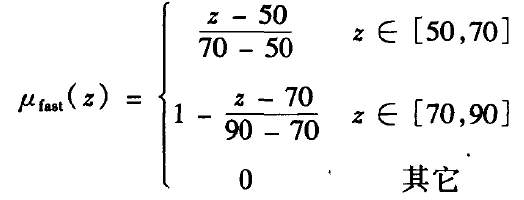 μ_fast(z) = { (z - 50)/(70 - 50)    z ∈ [50,70]
1 - (z - 70)/(90 - 70)    z ∈ [70,90]
0    其它